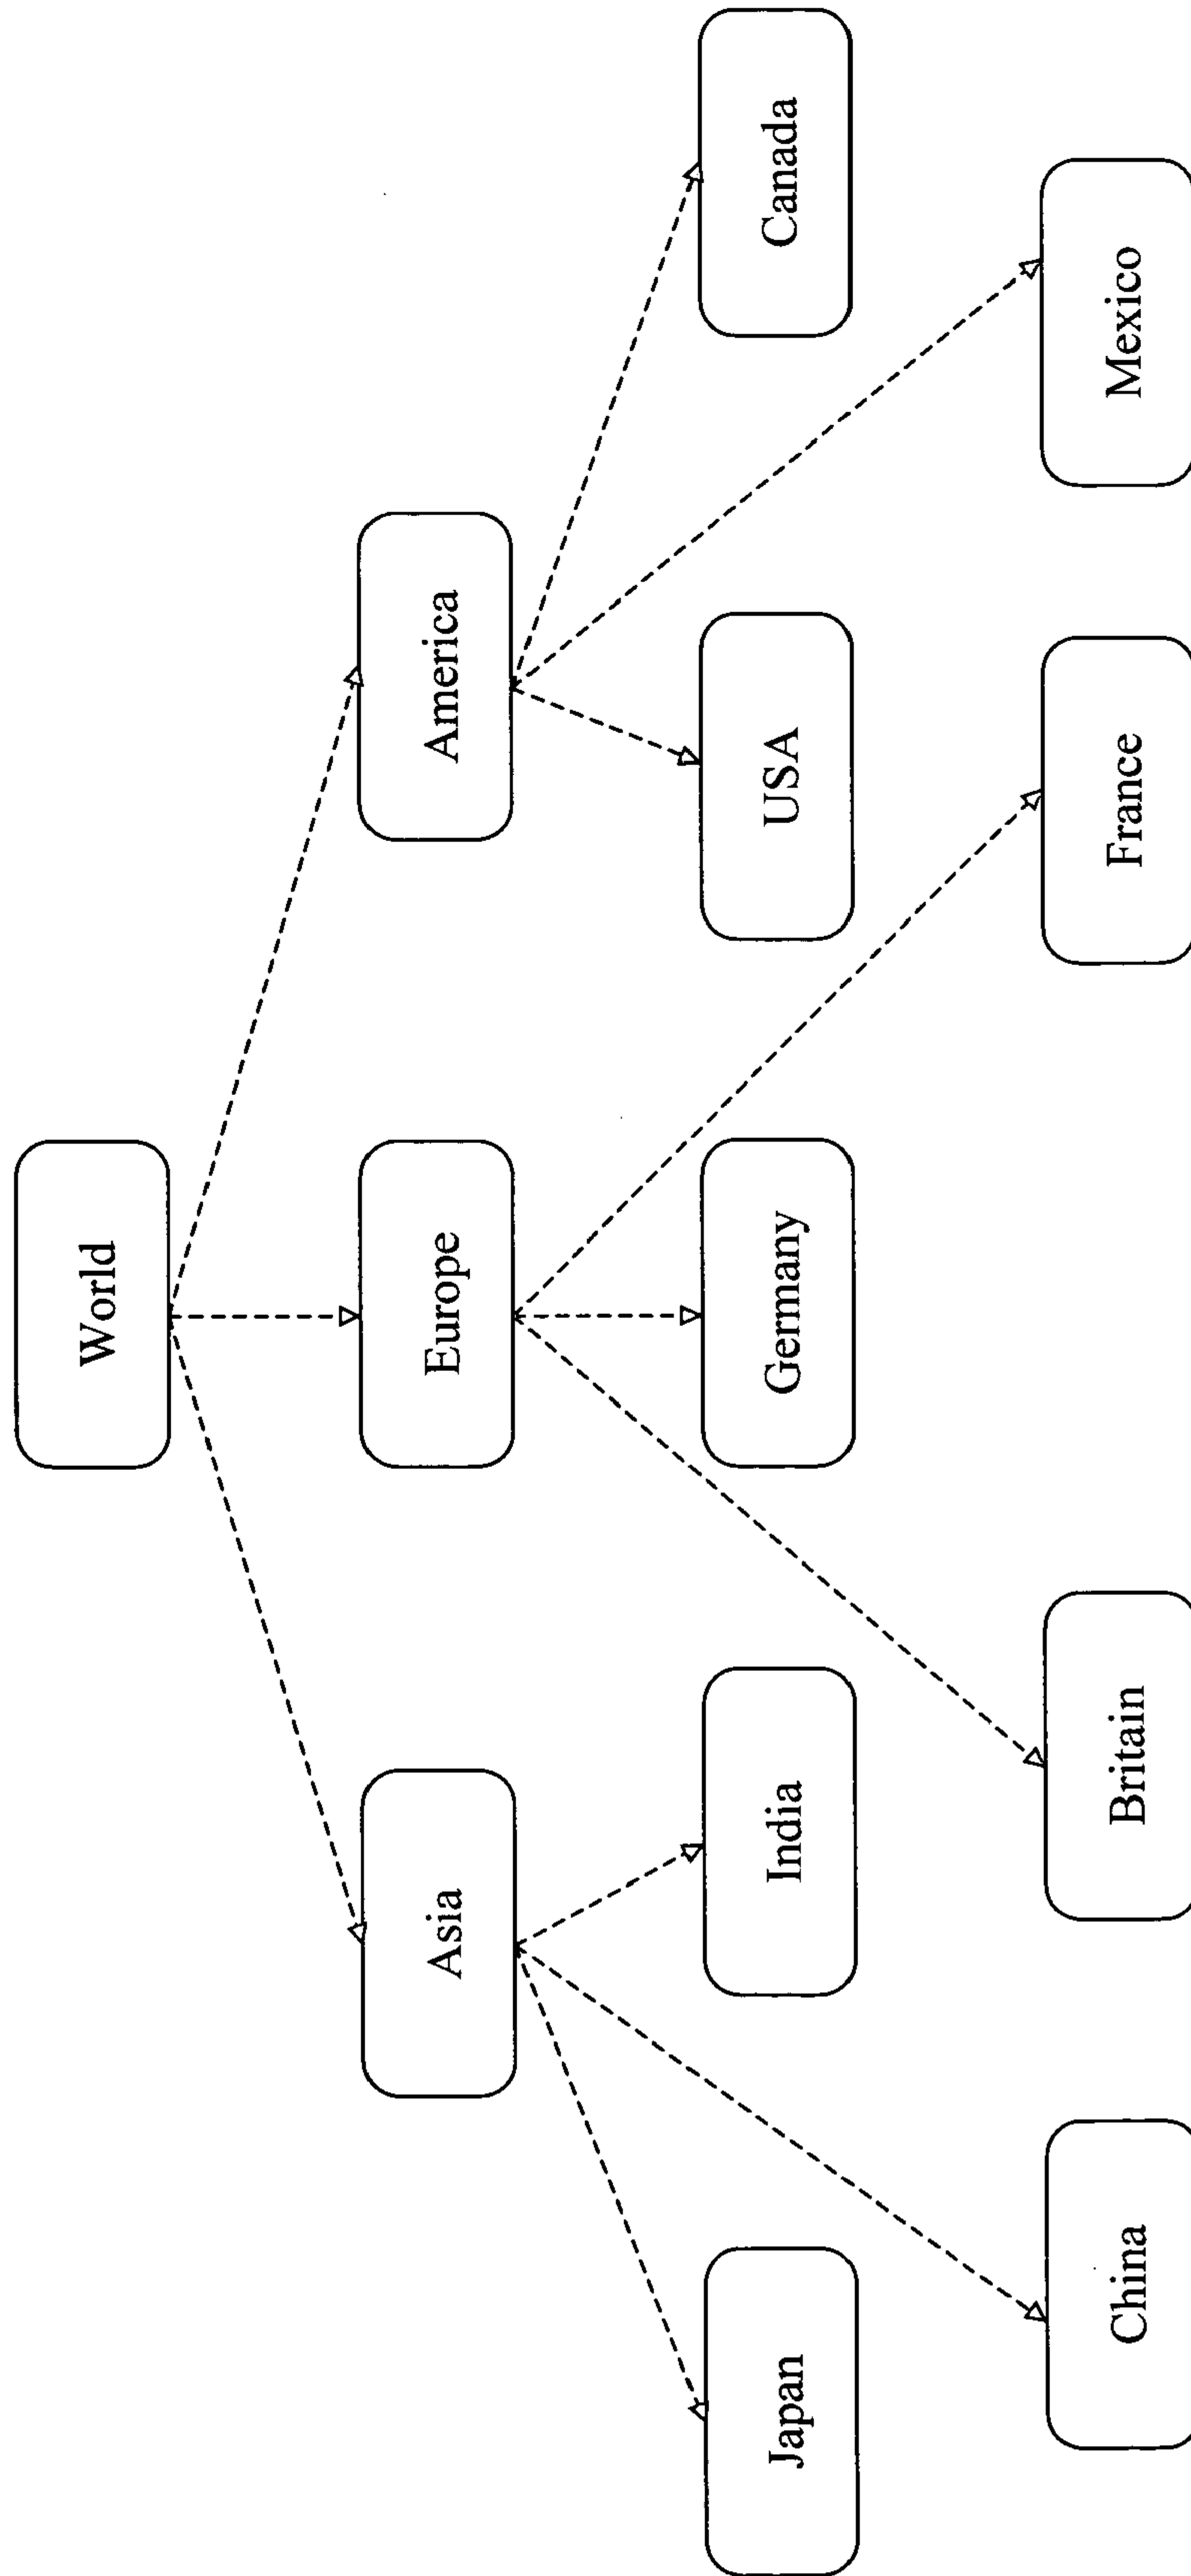 World
Asia
Europe
America
Japan
India
Germany
USA
Canada
China
Britain
France
Mexico